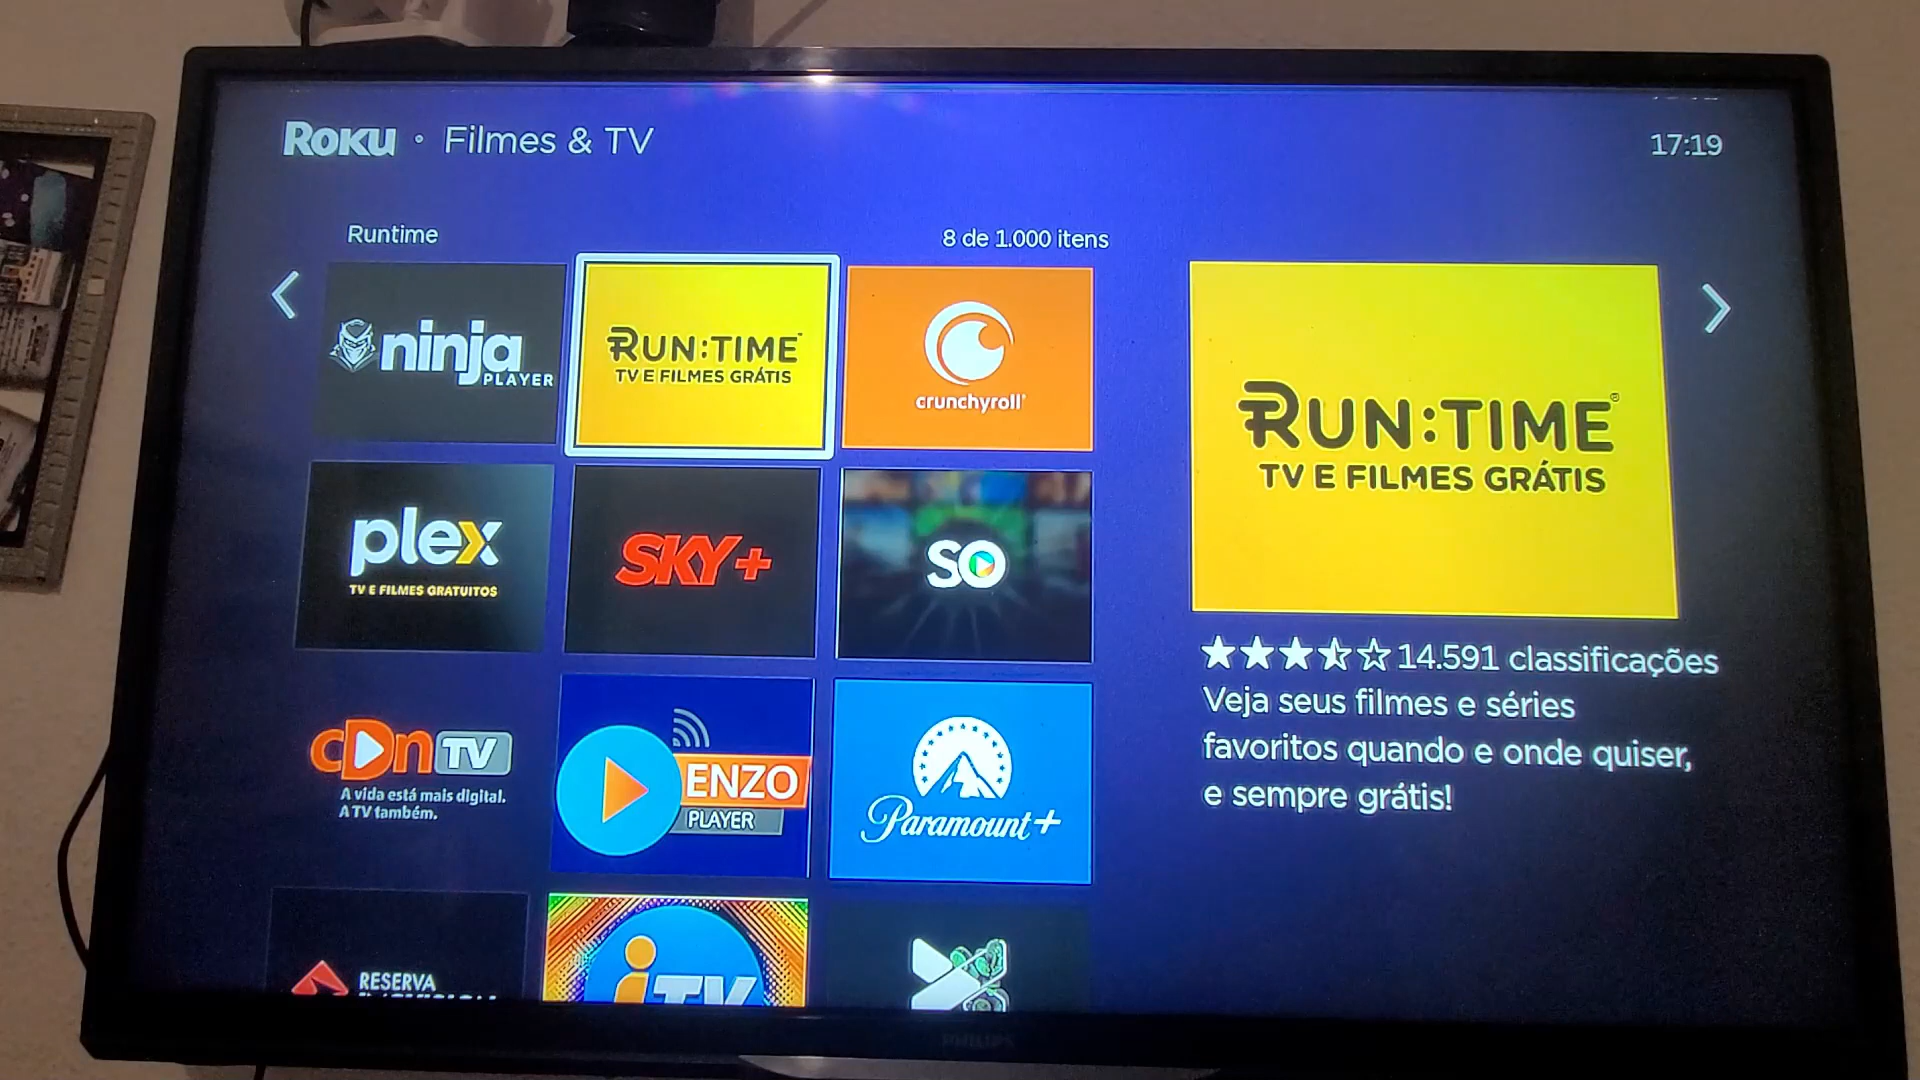 Roku • Filmes & TV
17:19
Runtime
8 de 1.000 itens
ninja
PLAYER
RUN:TIME
TV E FILMES GRÁTIS
crunchyroll
RUN:TIME
TV E FILMES GRÁTIS
plex
TV E FILMES GRATUITOS
SKY+
SO
14.591 classificações
Veja seus filmes e séries
favoritos quando e onde quiser,
e sempre grátis!
cDn TV
A vida está mais digital.
A TV também.
ENZO
PLAYER
Paramount+
RESERVA
iTV
PHILIPS